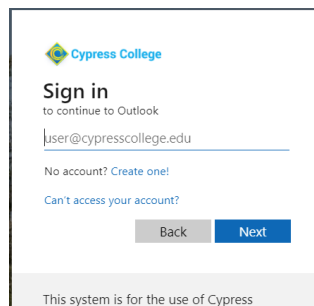 Cypress College
Sign in
to continue to Outlook
user@cypresscollege.edu
No account? Create one!
Can't access your account?
Back Next
This system is for the use of Cypress